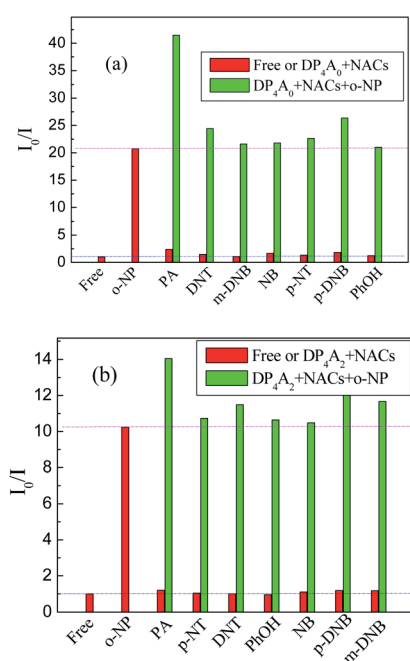 (a)
Free or DP₄A₀+NACs
DP₄A₀+NACs+o-NP
I₀/I
40
35
30
25
20
15
10
5
0
Free
o-NP
PA
DNT
m-DNB
NB
p-NT
p-DNB
PhOH
(b)
Free or DP₄A₂+NACs
DP₄A₂+NACs+o-NP
I₀/I
14
12
10
8
6
4
2
0
Free
o-NP
PA
p-NT
DNT
PhOH
NB
p-DNB
m-DNB